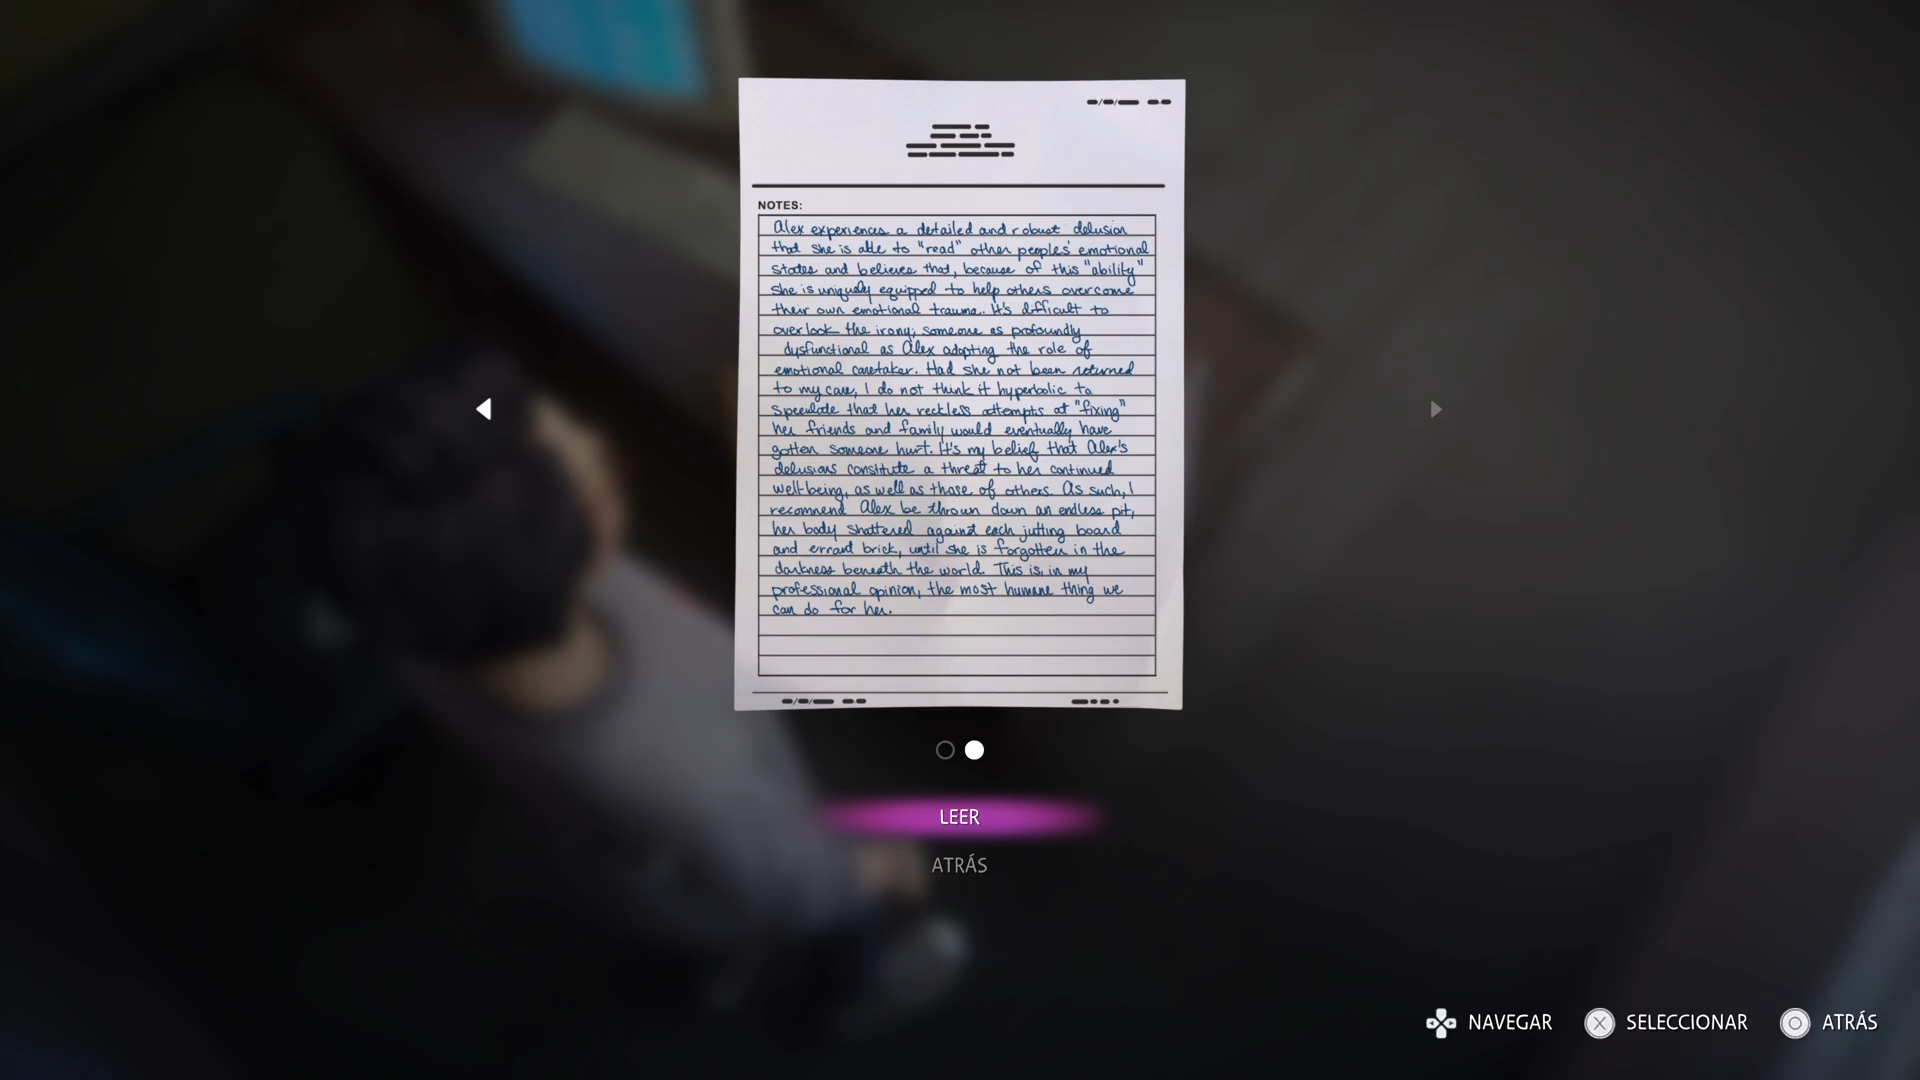 NOTES:
Alex experiences a detailed and robust delusion
that she is able to "read" other peoples' emotional
states and believes that, because of this "ability"
she is uniquely equipped to help others overcome
their own emotional trauma. It's difficult to
overlook the irony; someone as profoundly
dysfunctional as Alex adopting the role of
emotional caretaker. Had she not been returned
to my care, I do not think it hyperbolic to
speculate that her reckless attempts at "fixing"
her friends and family would eventually have
gotten someone hurt. It's my belief that Alex's
delusions constitute a threat to her continued
well-being, as well as those of others. As such, I
recommend Alex be thrown down an endless pit,
her body shattered against each jutting board
and errant brick, until she is forgotten in the
darkness beneath the world. This is, in my
professional opinion, the most humane thing we
can do for her.
LEER
ATRÁS
NAVEGAR
SELECCIONAR
ATRÁS